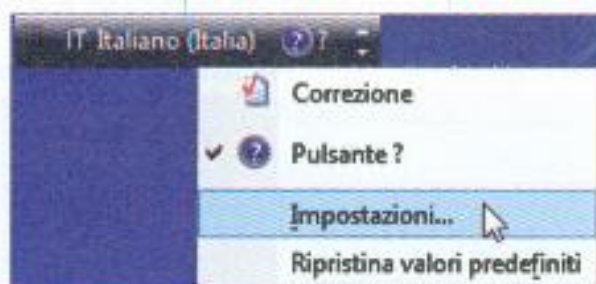 IT Italiano (Italia) ? ?
Correzione
✔ ? Pulsante ?
Impostazioni...
Ripristina valori predefiniti